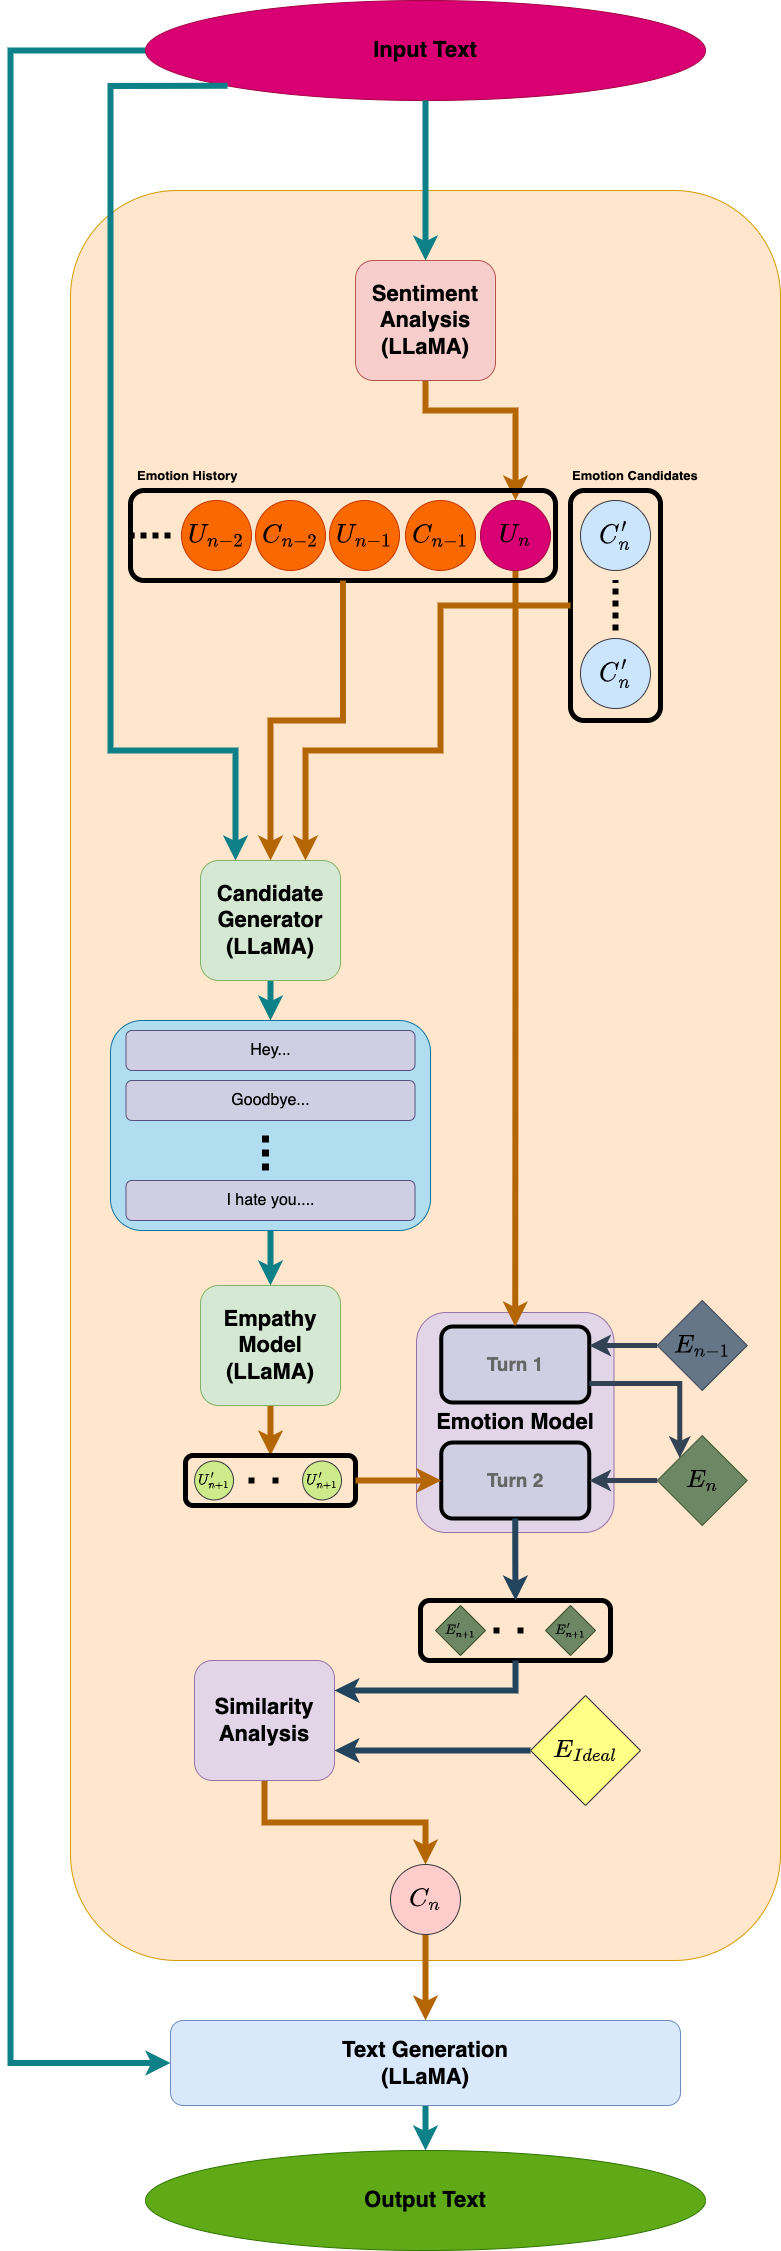 Input Text
Sentiment
Analysis
(LLaMA)
Emotion History
Emotion Candidates
U_{n-2} C_{n-2} U_{n-1} C_{n-1} U_n
C'_n
C'_n
Candidate
Generator
(LLaMA)
Hey...
Goodbye...
I hate you....
Empathy
Model
(LLaMA)
Turn 1
E_{n-1}
Emotion Model
U'_{n+1} U'_{n+1}
Turn 2
E_n
E'_{n+1} E'_{n+1}
Similarity
Analysis
E_{Ideal}
C_n
Text Generation
(LLaMA)
Output Text